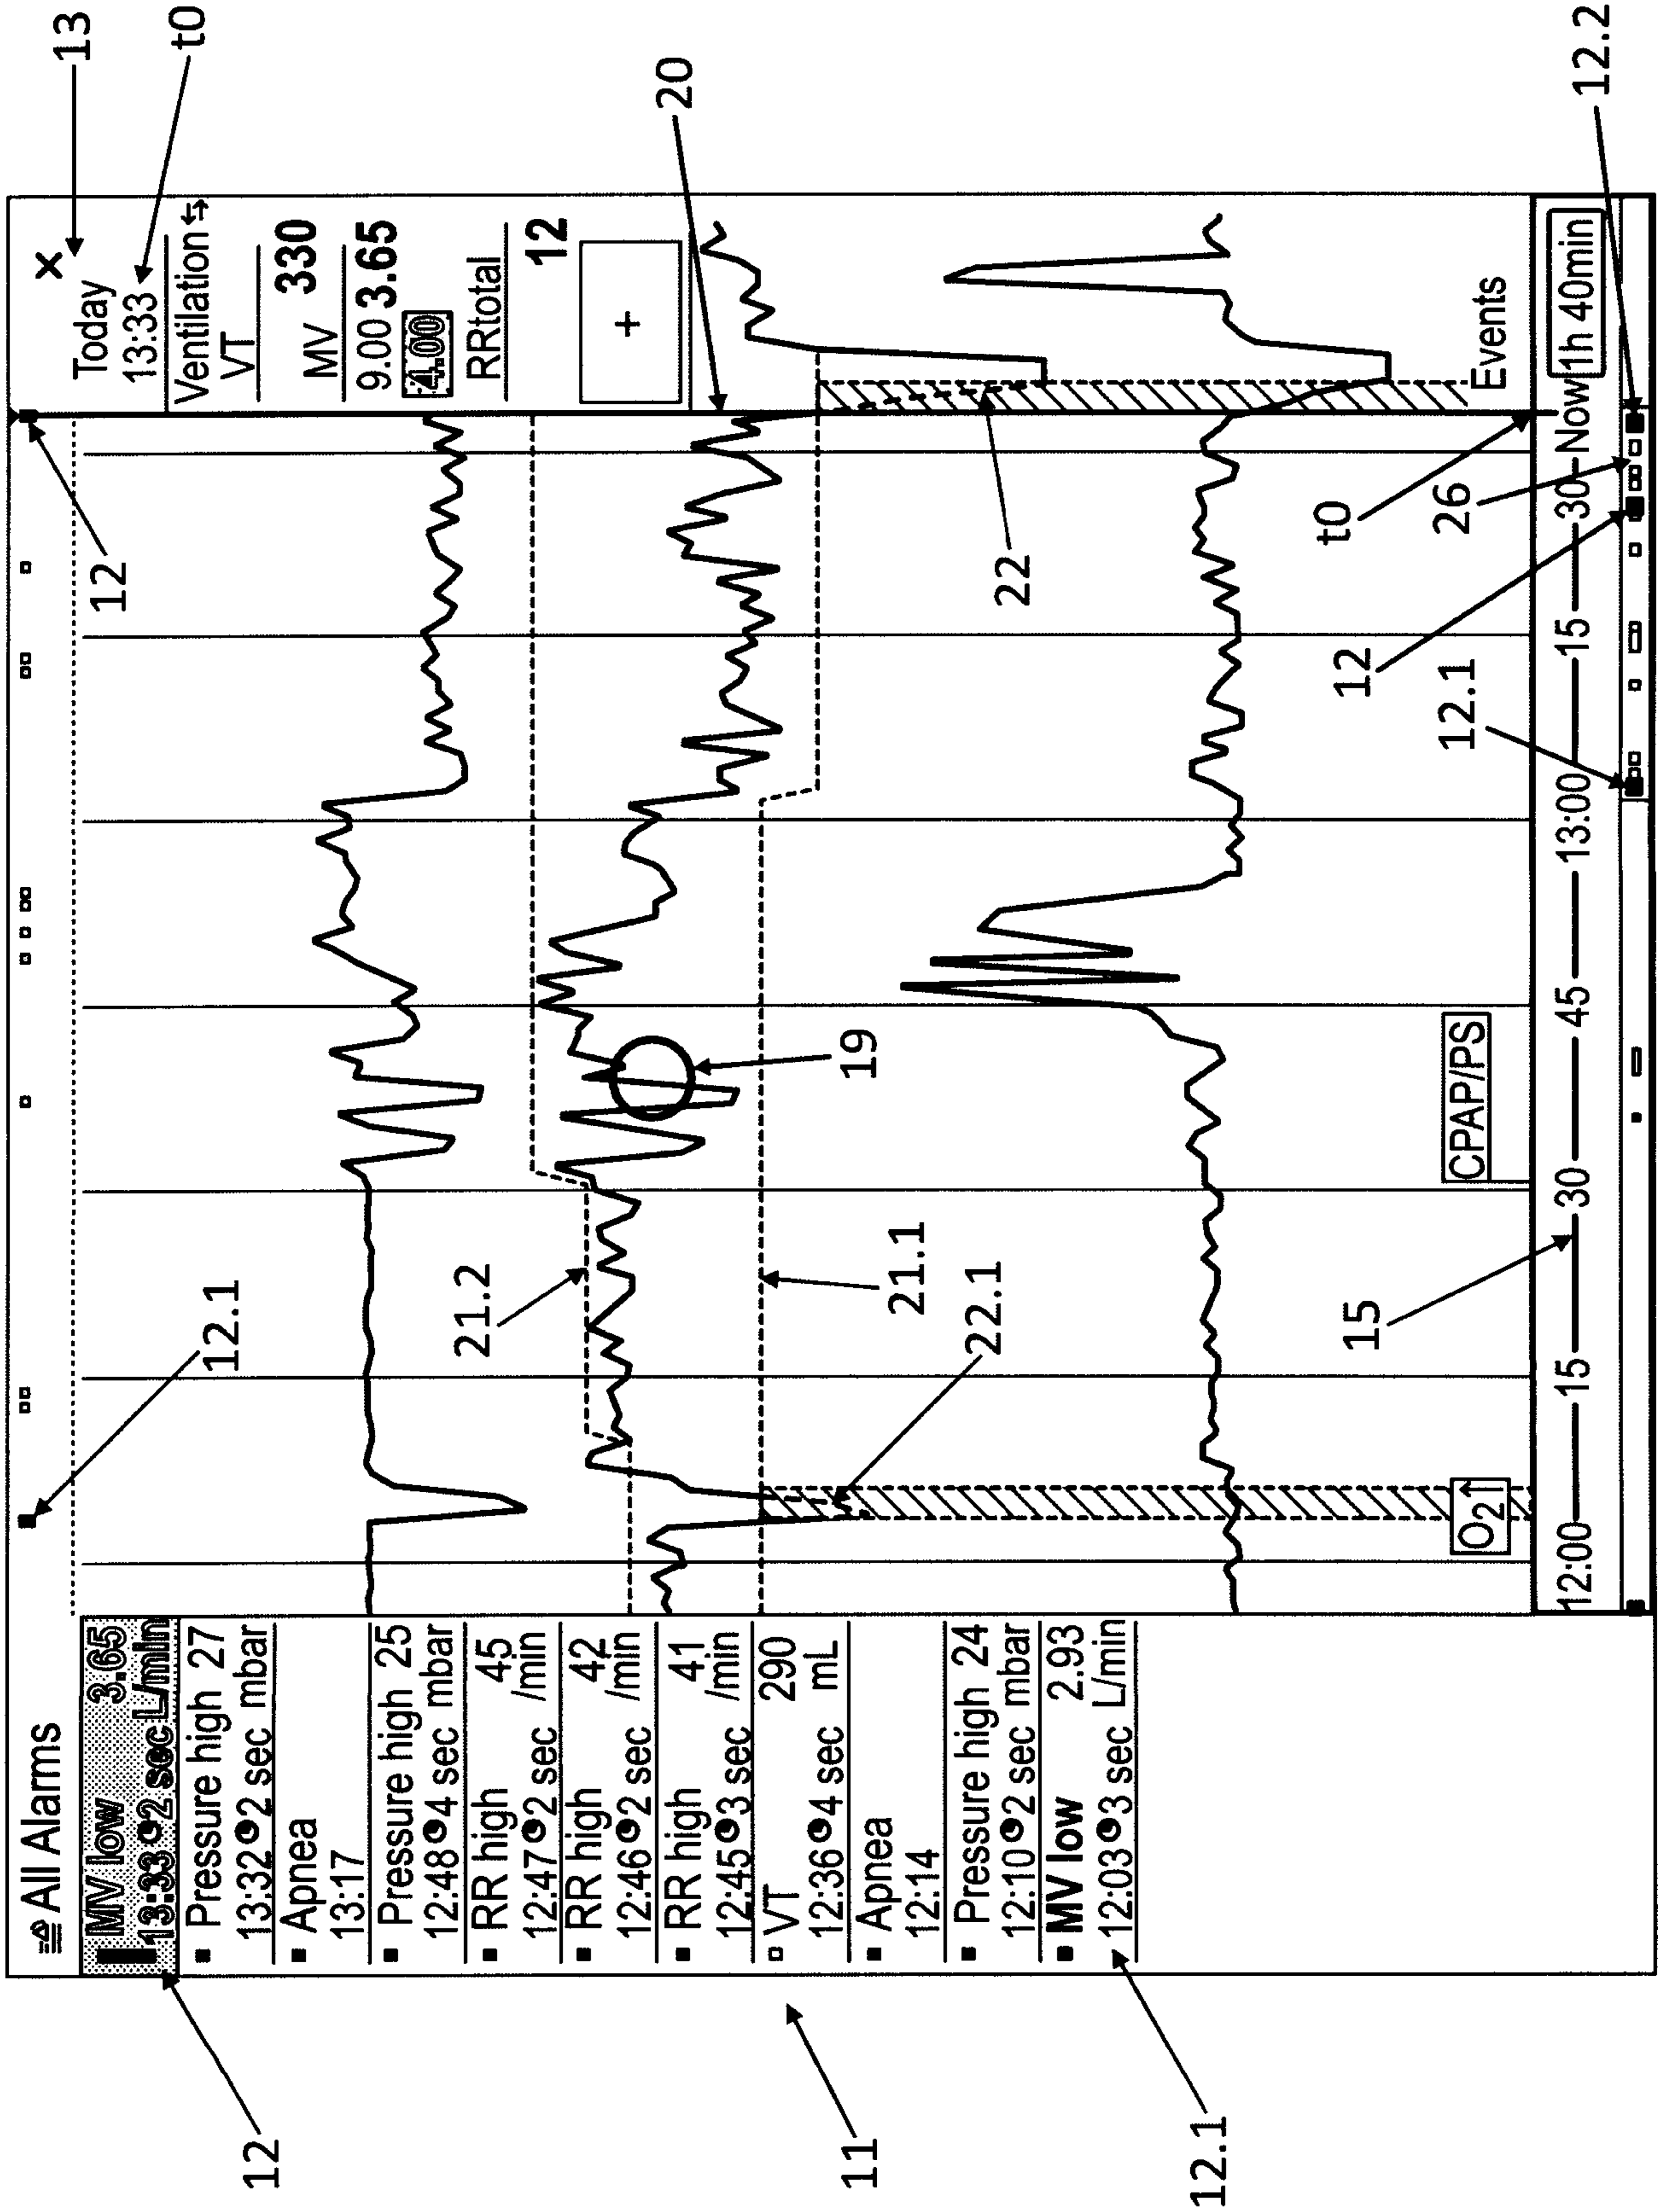 All Alarms
MV low 3.65
13:33 2 sec L/min
Pressure high 27
13:32 2 sec mbar
Apnea
13:17
Pressure high 25
12:48 4 sec mbar
RR high 45
12:47 2 sec /min
RR high 42
12:46 2 sec /min
RR high 41
12:45 3 sec /min
VT 290
12:36 4 sec mL
Apnea
12:14
Pressure high 24
12:10 2 sec mbar
MV low 2.93
12:03 3 sec L/min
12
11
12.1
12.1
12
21.2
21.1
22.1
19
20
22
15
t0
12
12.1
26
12.2
13
t0
×
Today
13:33
Ventilation
VT
330
MV
9.00 3.65
4.00
RRtotal
12
+
Events
O2↑
CPAP/PS
12:00 15 30 45 13:00 15 30 Now 1h 40min